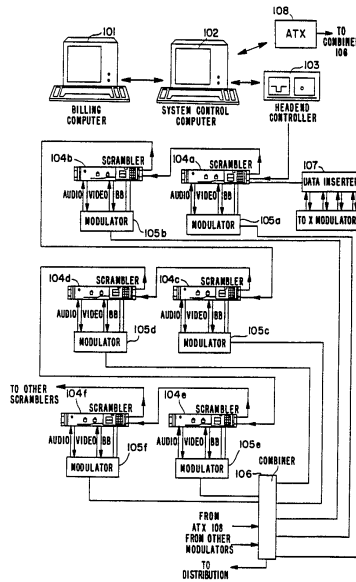 108
ATX
TO COMBINER 106
101
102
103
BILLING COMPUTER
SYSTEM CONTROL COMPUTER
HEADEND CONTROLLER
104b
SCRAMBLER
104a
SCRAMBLER
107
DATA INSERTER
AUDIO VIDEO BB
AUDIO VIDEO BB
MODULATOR
105b
MODULATOR
105a
TO X MODULATOR
104d
SCRAMBLER
104c
SCRAMBLER
AUDIO VIDEO BB
AUDIO VIDEO BB
MODULATOR
105d
MODULATOR
105c
TO OTHER SCRAMBLERS
104f
SCRAMBLER
104e
SCRAMBLER
AUDIO VIDEO BB
AUDIO VIDEO BB
MODULATOR
105f
MODULATOR
105e
106
COMBINER
FROM ATX 108
FROM OTHER MODULATORS
TO DISTRIBUTION